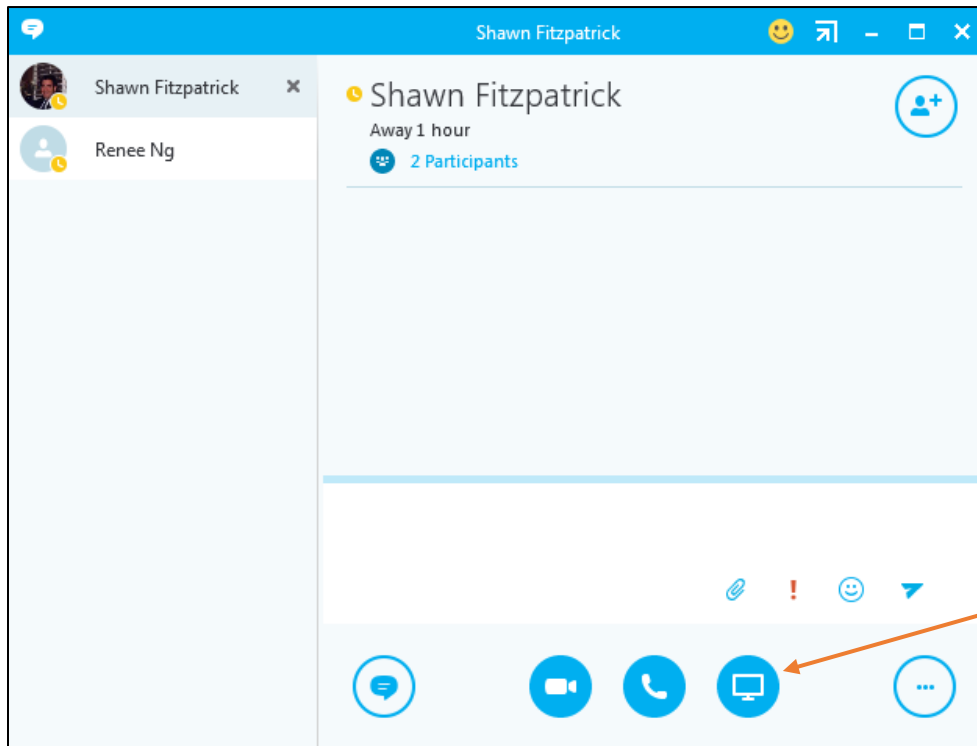 Shawn Fitzpatrick
Shawn Fitzpatrick
Renee Ng
Shawn Fitzpatrick
Away 1 hour
2 Participants